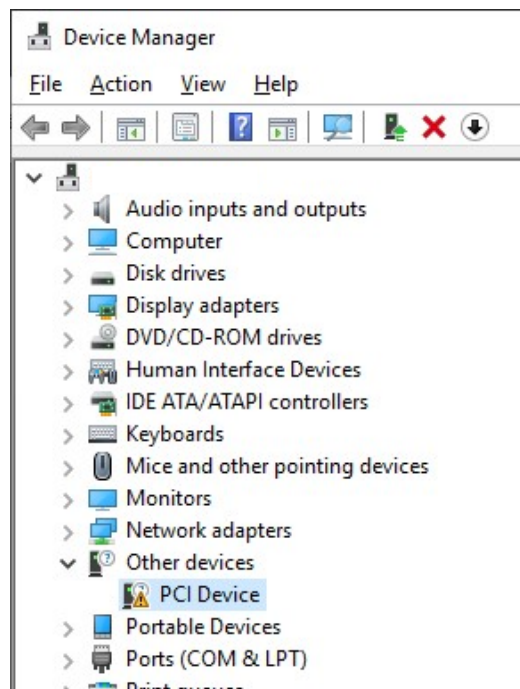 Device Manager
File Action View Help
Audio inputs and outputs
Computer
Disk drives
Display adapters
DVD/CD-ROM drives
Human Interface Devices
IDE ATA/ATAPI controllers
Keyboards
Mice and other pointing devices
Monitors
Network adapters
Other devices
PCI Device
Portable Devices
Ports (COM & LPT)
Print queues